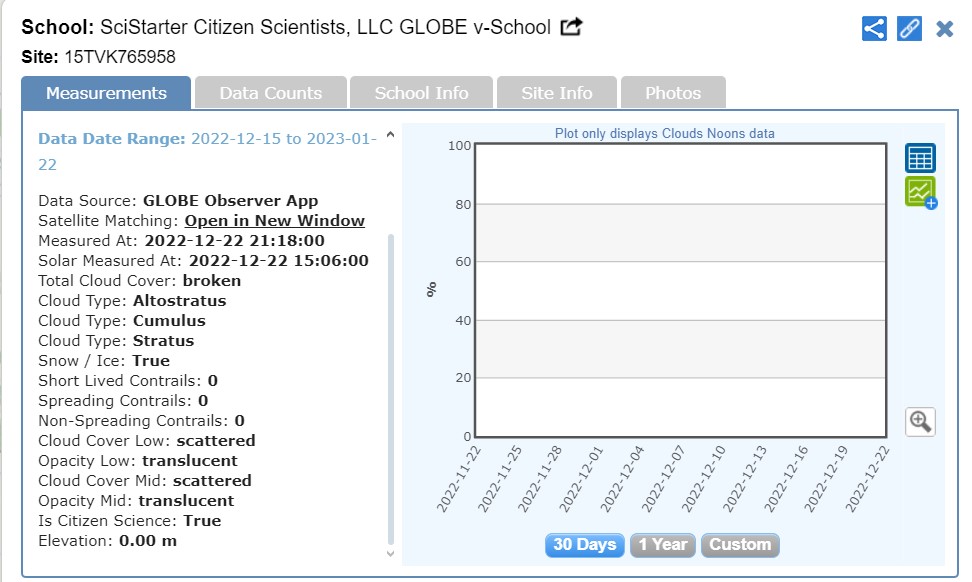 School: SciStarter Citizen Scientists, LLC GLOBE v-School
Site: 15TVK765958
Measurements
Data Counts
School Info
Site Info
Photos
Data Date Range: 2022-12-15 to 2023-01-
22
Data Source: GLOBE Observer App
Satellite Matching: Open in New Window
Measured At: 2022-12-22 21:18:00
Solar Measured At: 2022-12-22 15:06:00
Total Cloud Cover: broken
Cloud Type: Altostratus
Cloud Type: Cumulus
Cloud Type: Stratus
Snow / Ice: True
Short Lived Contrails: 0
Spreading Contrails: 0
Non-Spreading Contrails: 0
Cloud Cover Low: scattered
Opacity Low: translucent
Cloud Cover Mid: scattered
Opacity Mid: translucent
Is Citizen Science: True
Elevation: 0.00 m
Plot only displays Clouds Noons data
100
80
60
40
20
0
%
2022-11-22
2022-11-25
2022-11-28
2022-12-01
2022-12-04
2022-12-07
2022-12-10
2022-12-13
2022-12-16
2022-12-19
2022-12-22
30 Days
1 Year
Custom